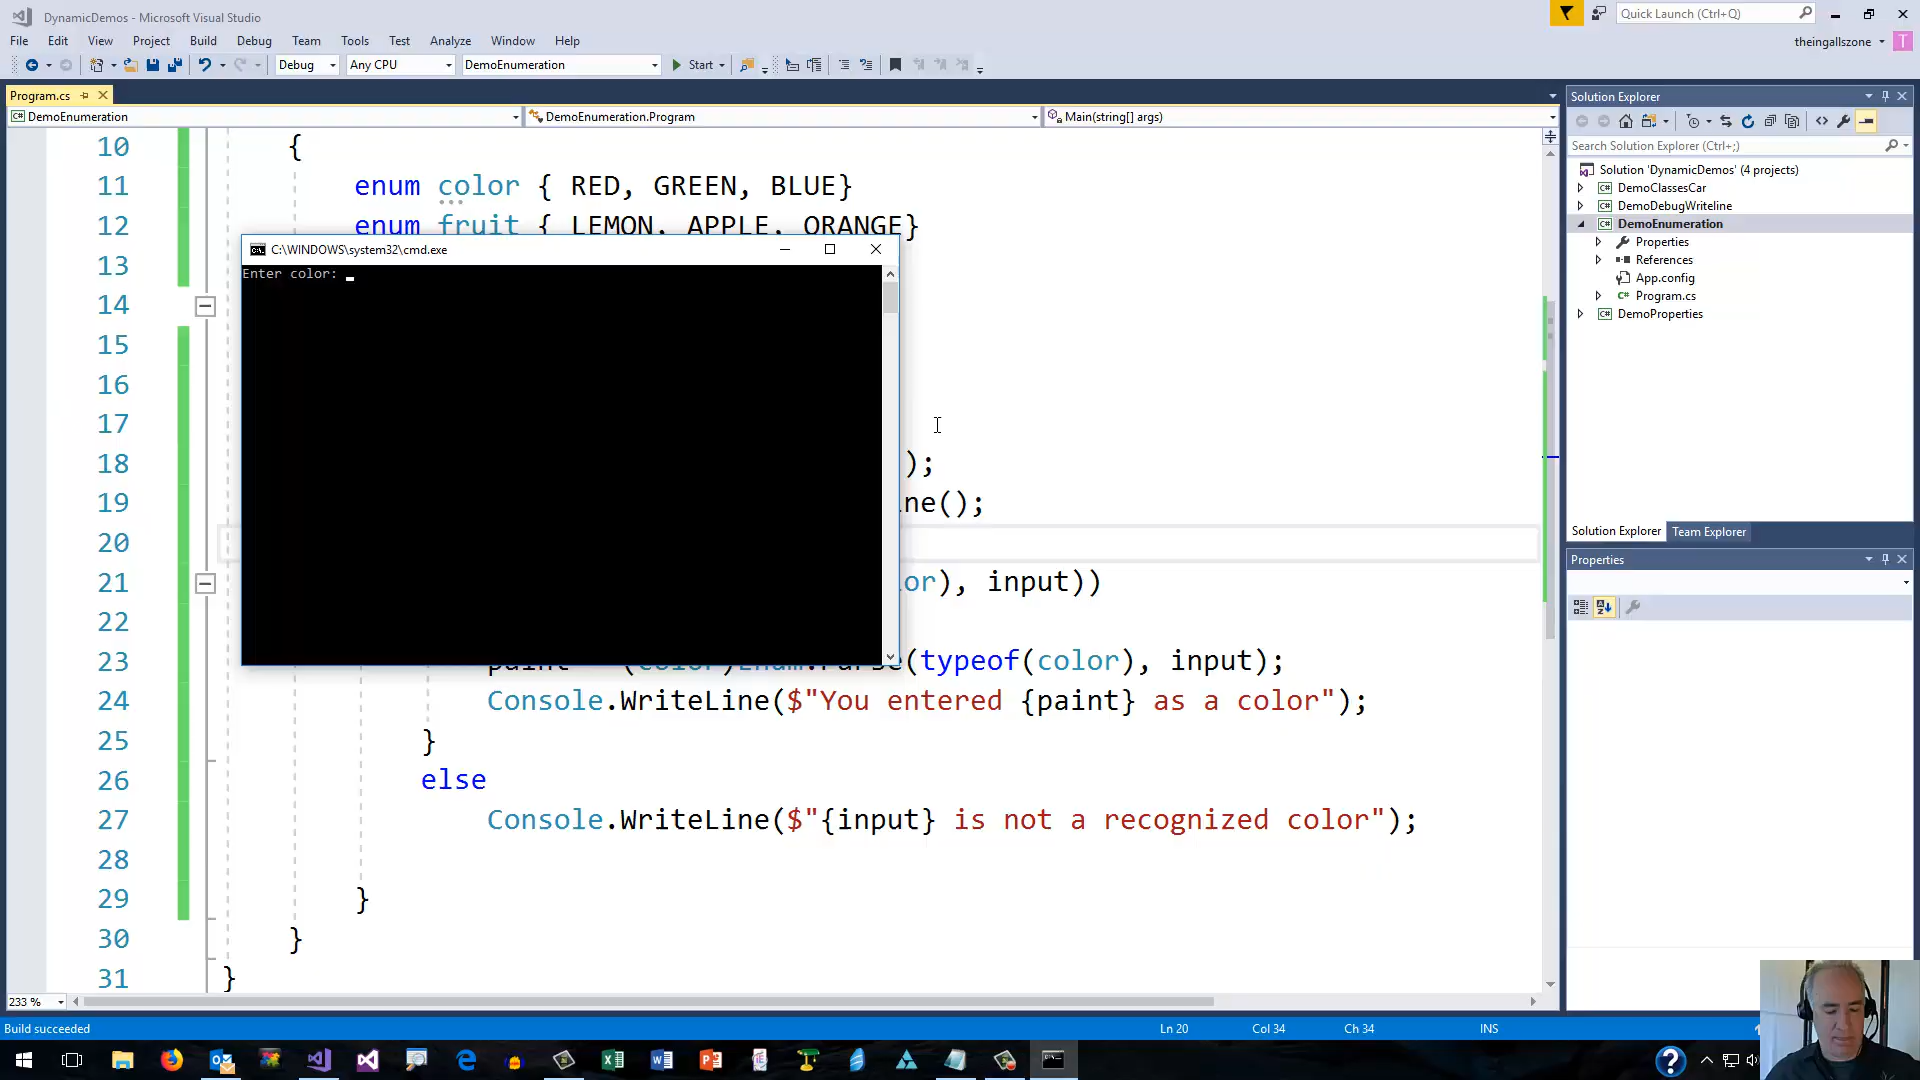 DynamicDemos - Microsoft Visual Studio
Quick Launch (Ctrl+Q)
File Edit View Project Build Debug Team Tools Test Analyze Window Help
theingallszone T
Debug Any CPU DemoEnumeration Start
Program.cs
DemoEnumeration DemoEnumeration.Program Main(string[] args)
10 {
11 enum color { RED, GREEN, BLUE}
12 enum fruit { LEMON, APPLE, ORANGE}
13
14
15
16
17
18 );
19 ne();
20
21 or), input))
22
23 (typeof(color), input);
24 Console.WriteLine($"You entered {paint} as a color");
25 }
26 else
27 Console.WriteLine($"{input} is not a recognized color");
28
29 }
30 }
31 }
C:\WINDOWS\system32\cmd.exe
Enter color:
Solution Explorer
Search Solution Explorer (Ctrl+;)
Solution 'DynamicDemos' (4 projects)
DemoClassesCar
DemoDebugWriteline
DemoEnumeration
Properties
References
App.config
Program.cs
DemoProperties
Solution Explorer Team Explorer
Properties
233 %
Build succeeded Ln 20 Col 34 Ch 34 INS